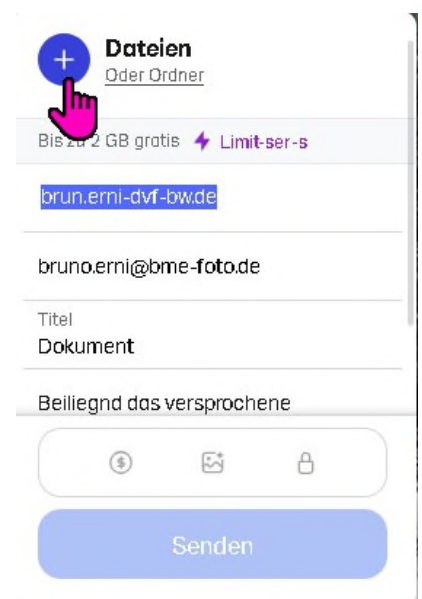 Dateien
Oder Ordner
Bis zu 2 GB gratis Limit-ser-s
brun.erni-dvf-bw.de
bruno.erni@bme-foto.de
Titel
Dokument
Beiliegnd das versprochene
Senden